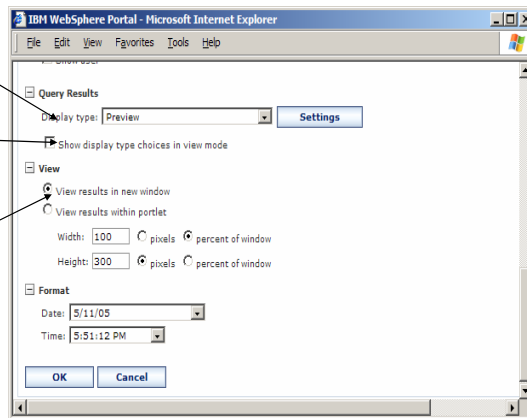 IBM WebSphere Portal - Microsoft Internet Explorer
File Edit View Favorites Tools Help
Show user
Query Results
Display type: Preview
Settings
Show display type choices in view mode
View
View results in new window
View results within portlet
Width: 100 pixels percent of window
Height: 300 pixels percent of window
Format
Date: 5/11/05
Time: 5:51:12 PM
OK Cancel